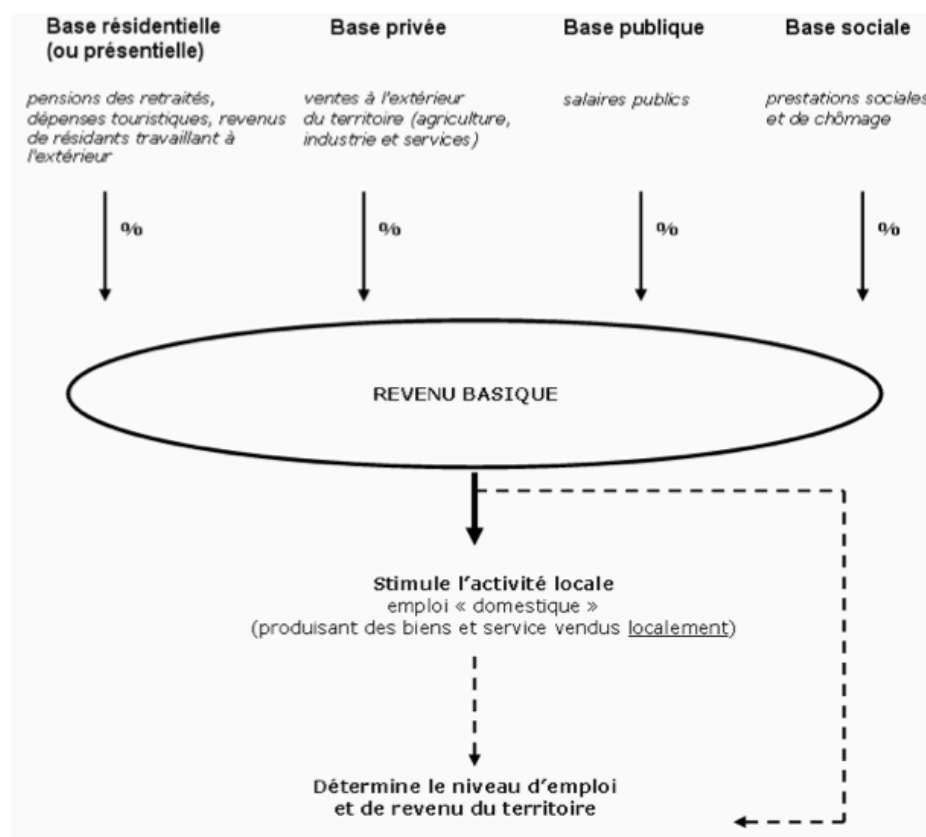 Base résidentielle
(ou présentielle)
pensions des retraités,
dépenses touristiques, revenus
de résidants travaillant à
l'extérieur
%
Base privée
ventes à l'extérieur
du territoire (agriculture,
industrie et services)
%
Base publique
salaires publics
%
Base sociale
prestations sociales
et de chômage
%
REVENU BASIQUE
Stimule l'activité locale
emploi « domestique »
(produisant des biens et service vendus localement)
Détermine le niveau d'emploi
et de revenu du territoire